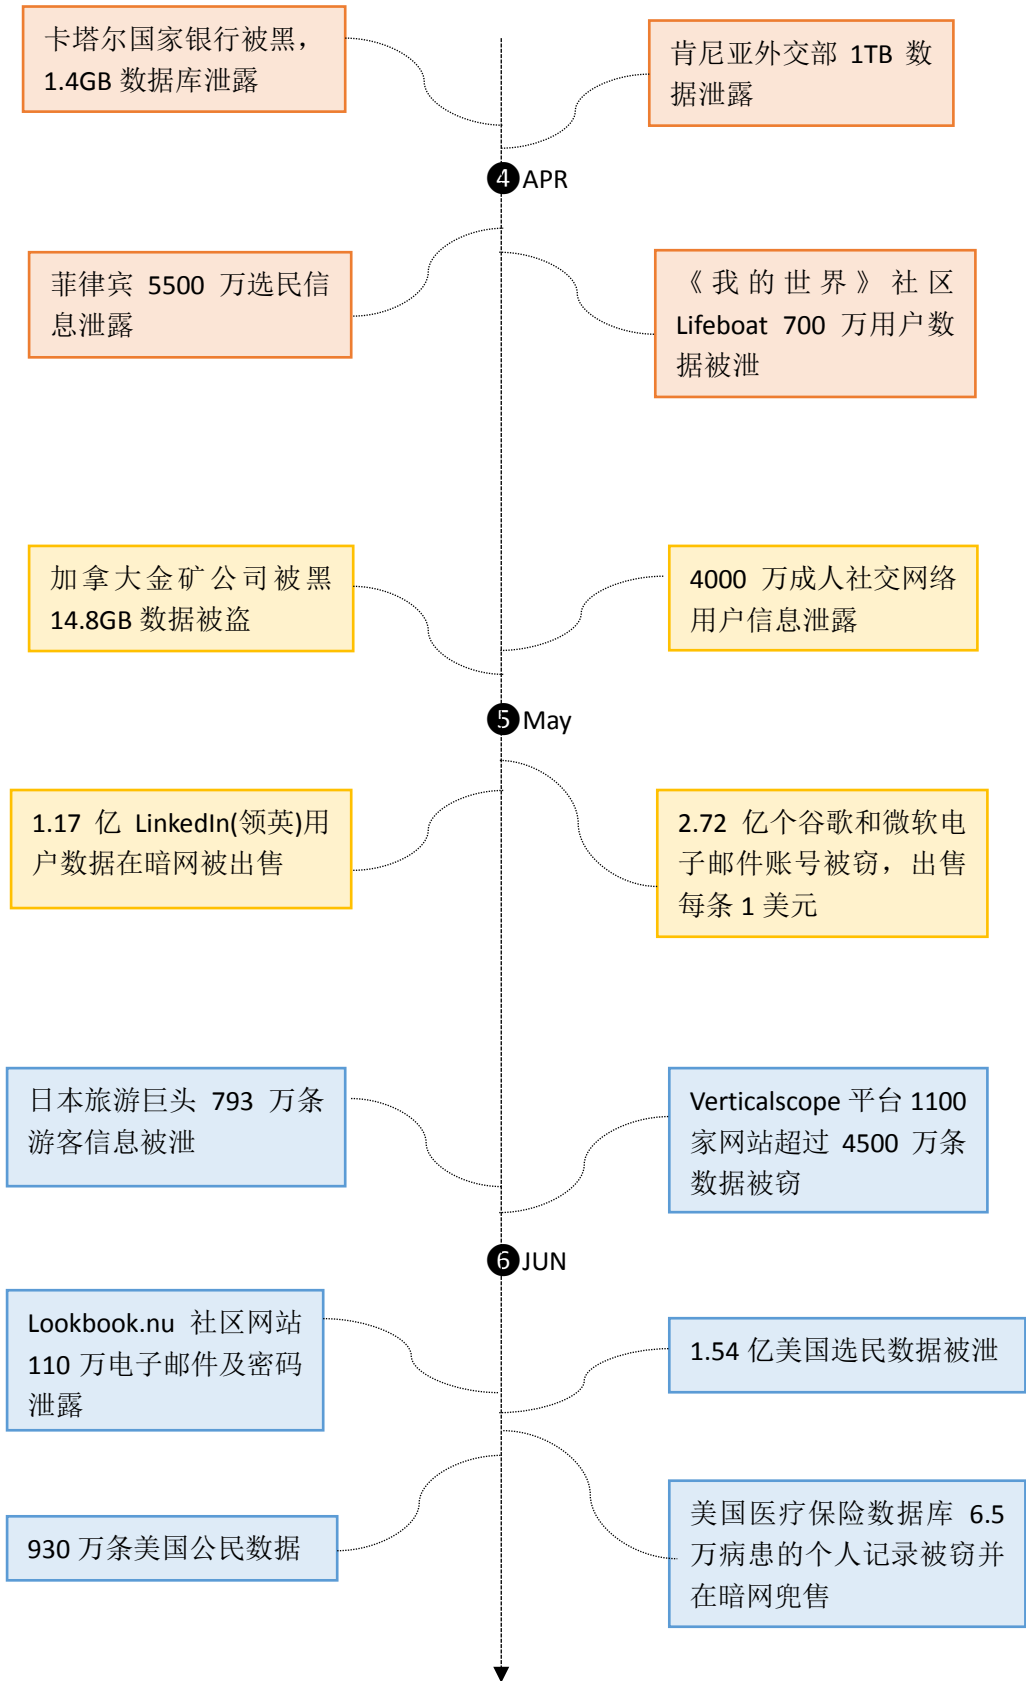 卡塔尔国家银行被黑，
1.4GB 数据库泄露
肯尼亚外交部 1TB 数
据泄露
❹ APR
菲律宾 5500 万选民信
息泄露
《我的世界》社区
Lifeboat 700 万用户数
据被泄
加拿大金矿公司被黑
14.8GB 数据被盗
4000 万成人社交网络
用户信息泄露
❺ May
1.17 亿 LinkedIn(领英)用
户数据在暗网被出售
2.72 亿个谷歌和微软电
子邮件账号被窃，出售
每条 1 美元
日本旅游巨头 793 万条
游客信息被泄
Verticalscope 平台 1100
家网站超过 4500 万条
数据被窃
❻ JUN
Lookbook.nu 社区网站
110 万电子邮件及密码
泄露
1.54 亿美国选民数据被泄
930 万条美国公民数据
美国医疗保险数据库 6.5
万病患的个人记录被窃并
在暗网兜售